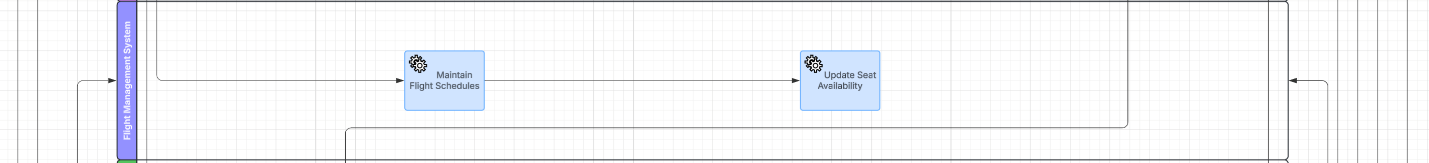 Flight Management System
Maintain
Flight Schedules
Update Seat
Availability